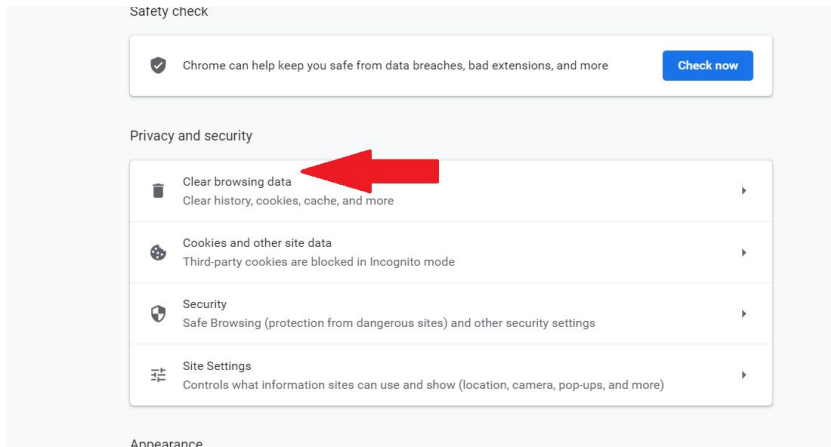 Safety check
Chrome can help keep you safe from data breaches, bad extensions, and more
Check now
Privacy and security
Clear browsing data
Clear history, cookies, cache, and more
Cookies and other site data
Third-party cookies are blocked in Incognito mode
Security
Safe Browsing (protection from dangerous sites) and other security settings
Site Settings
Controls what information sites can use and show (location, camera, pop-ups, and more)
Appearance